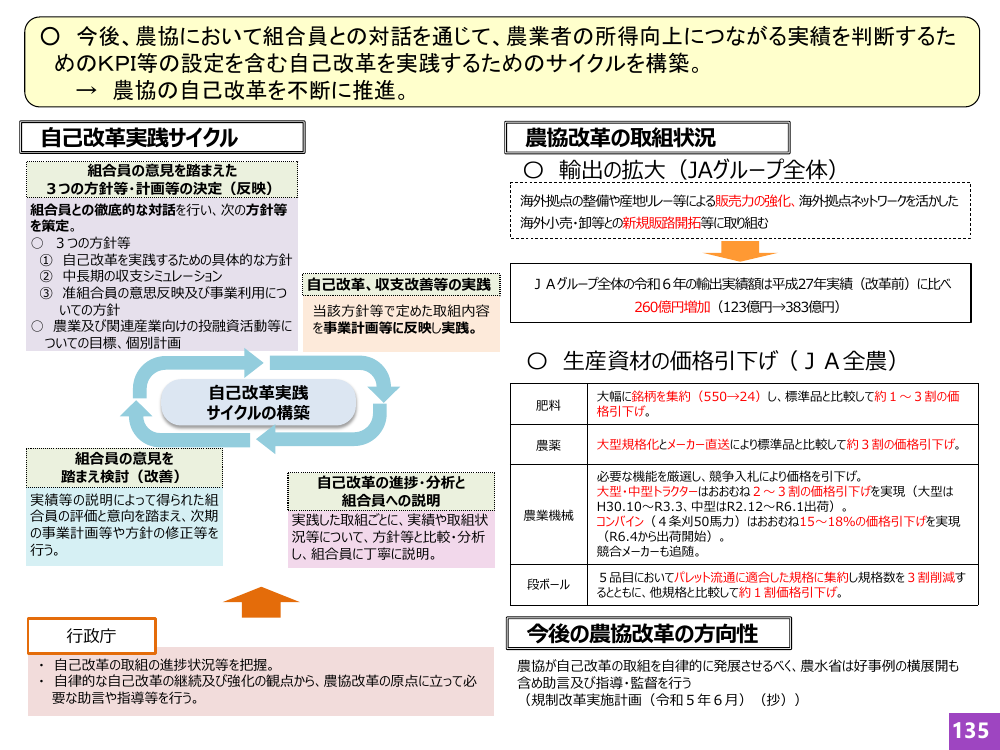 〇　今後、農協において組合員との対話を通じて、農業者の所得向上につながる実績を判断するた
めのKPI等の設定を含む自己改革を実践するためのサイクルを構築。
→　農協の自己改革を不断に推進。
自己改革実践サイクル
組合員の意見を踏まえた
３つの方針等・計画等の決定（反映）
組合員との徹底的な対話を行い、次の方針等
を策定。
○　３つの方針等
①　自己改革を実践するための具体的な方針
②　中長期の収支シミュレーション
③　准組合員の意思反映及び事業利用につ
いての方針
○　農業及び関連産業向けの投融資活動等に
ついての目標、個別計画
自己改革、収支改善等の実践
当該方針等で定めた取組内容
を事業計画等に反映し実践。
自己改革実践
サイクルの構築
組合員の意見を
踏まえ検討（改善）
実績等の説明によって得られた組
合員の評価と意向を踏まえ、次期
の事業計画等や方針の修正等を
行う。
自己改革の進捗・分析と
組合員への説明
実践した取組ごとに、実績や取組状
況等について、方針等と比較・分析
し、組合員に丁寧に説明。
行政庁
・　自己改革の取組の進捗状況等を把握。
・　自律的な自己改革の継続及び強化の観点から、農協改革の原点に立って必
要な助言や指導等を行う。
農協改革の取組状況
〇　輸出の拡大（JAグループ全体）
海外拠点の整備や産地リレー等による販売力の強化、海外拠点ネットワークを活かした
海外小売・卸等との新規販路開拓等に取り組む
ＪＡグループ全体の令和６年の輸出実績額は平成27年実績（改革前）に比べ
260億円増加（123億円→383億円）
〇　生産資材の価格引下げ（ＪＡ全農）
肥料
大幅に銘柄を集約（550→24）し、標準品と比較して約１～３割の価
格引下げ。
農薬
大型規格化とメーカー直送により標準品と比較して約３割の価格引下げ。
農業機械
必要な機能を厳選し、競争入札により価格を引下げ。
大型・中型トラクターはおおむね２～３割の価格引下げを実現（大型は
H30.10～R3.3、中型はR2.12～R6.1出荷）。
コンバイン（４条刈50馬力）はおおむね15～18%の価格引下げを実現
（R6.4から出荷開始）。
競合メーカーも追随。
段ボール
５品目においてパレット流通に適合した規格に集約し規格数を３割削減す
るとともに、他規格と比較して約１割価格引下げ。
今後の農協改革の方向性
農協が自己改革の取組を自律的に発展させるべく、農水省は好事例の横展開も
含め助言及び指導・監督を行う
（規制改革実施計画（令和５年６月）（抄））
135